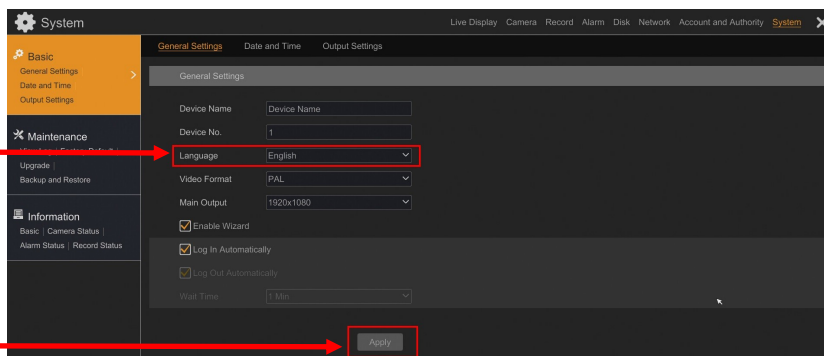 System
Live Display Camera Record Alarm Disk Network Account and Authority System
General Settings Date and Time Output Settings
Basic
General Settings
Date and Time
Output Settings
Maintenance
Upgrade |
Backup and Restore
Information
Basic | Camera Status |
Alarm Status | Record Status
General Settings
Device Name Device Name
Device No. 1
Language English
Video Format PAL
Main Output 1920x1080
Enable Wizard
Log In Automatically
Log Out Automatically
Wait Time 1 Min
Apply